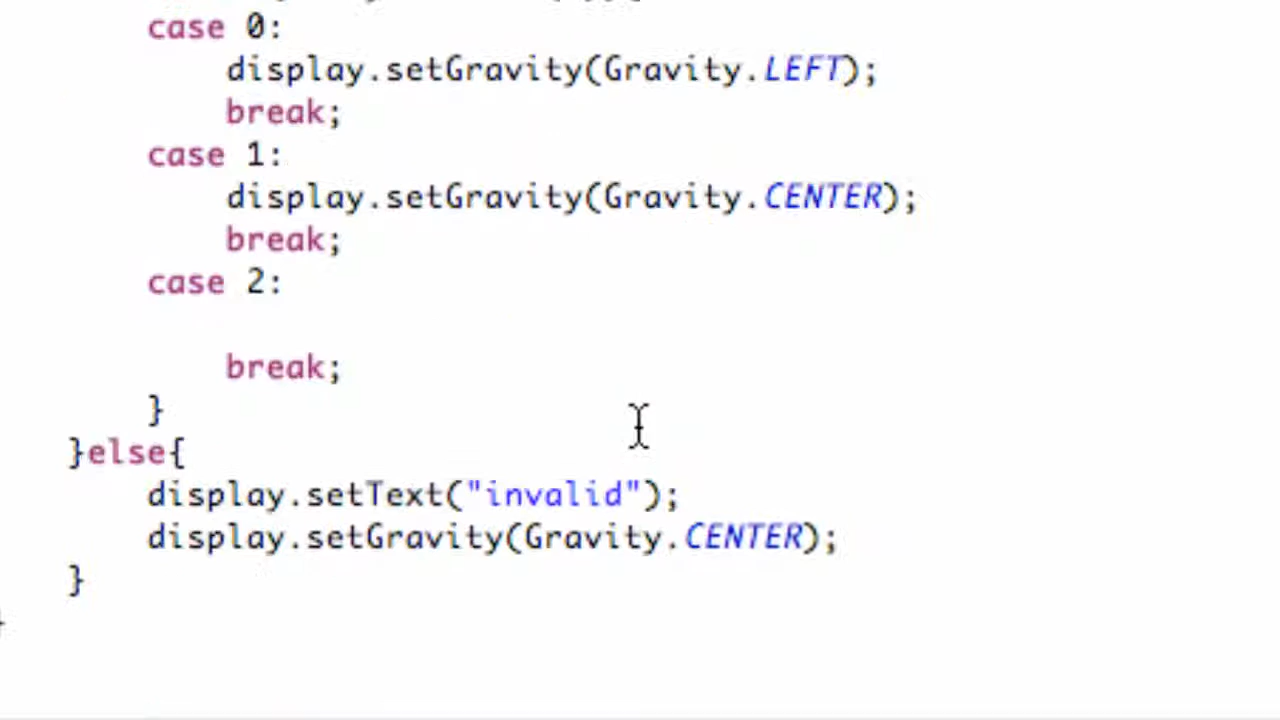 case 0:
display.setGravity(Gravity.LEFT);
break;
case 1:
display.setGravity(Gravity.CENTER);
break;
case 2:
break;
}
}else{
display.setText("invalid");
display.setGravity(Gravity.CENTER);
}